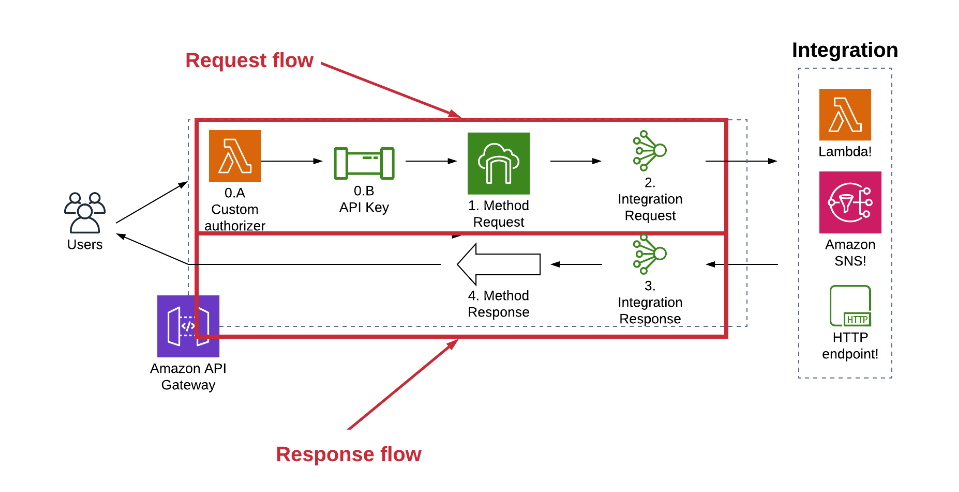 Request flow
Integration
Lambda!
Amazon
SNS!
HTTP
HTTP
endpoint!
Users
0.A
Custom
authorizer
0.B
API Key
1. Method
Request
2.
Integration
Request
3.
Integration
Response
4. Method
Response
</>
Amazon API
Gateway
Response flow